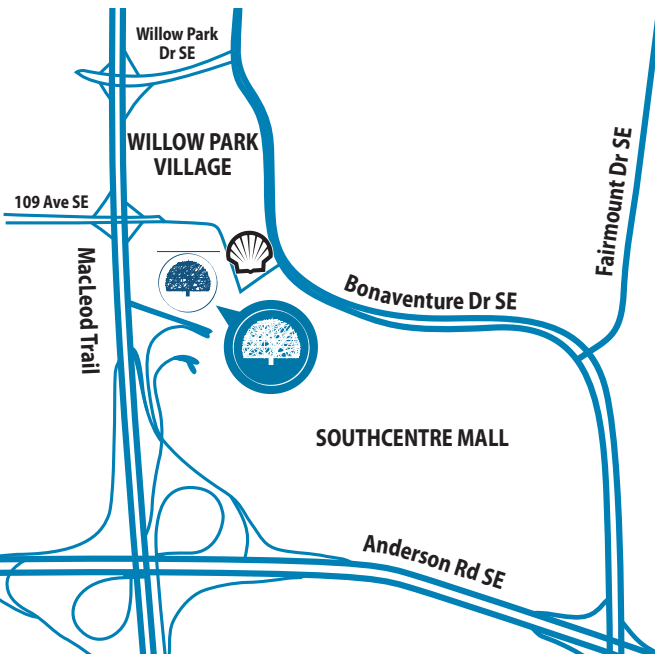 Willow Park
Dr SE
WILLOW PARK
VILLAGE
109 Ave SE
MacLeod Trail
Fairmount Dr SE
Bonaventure Dr SE
SOUTHCENTRE MALL
Anderson Rd SE